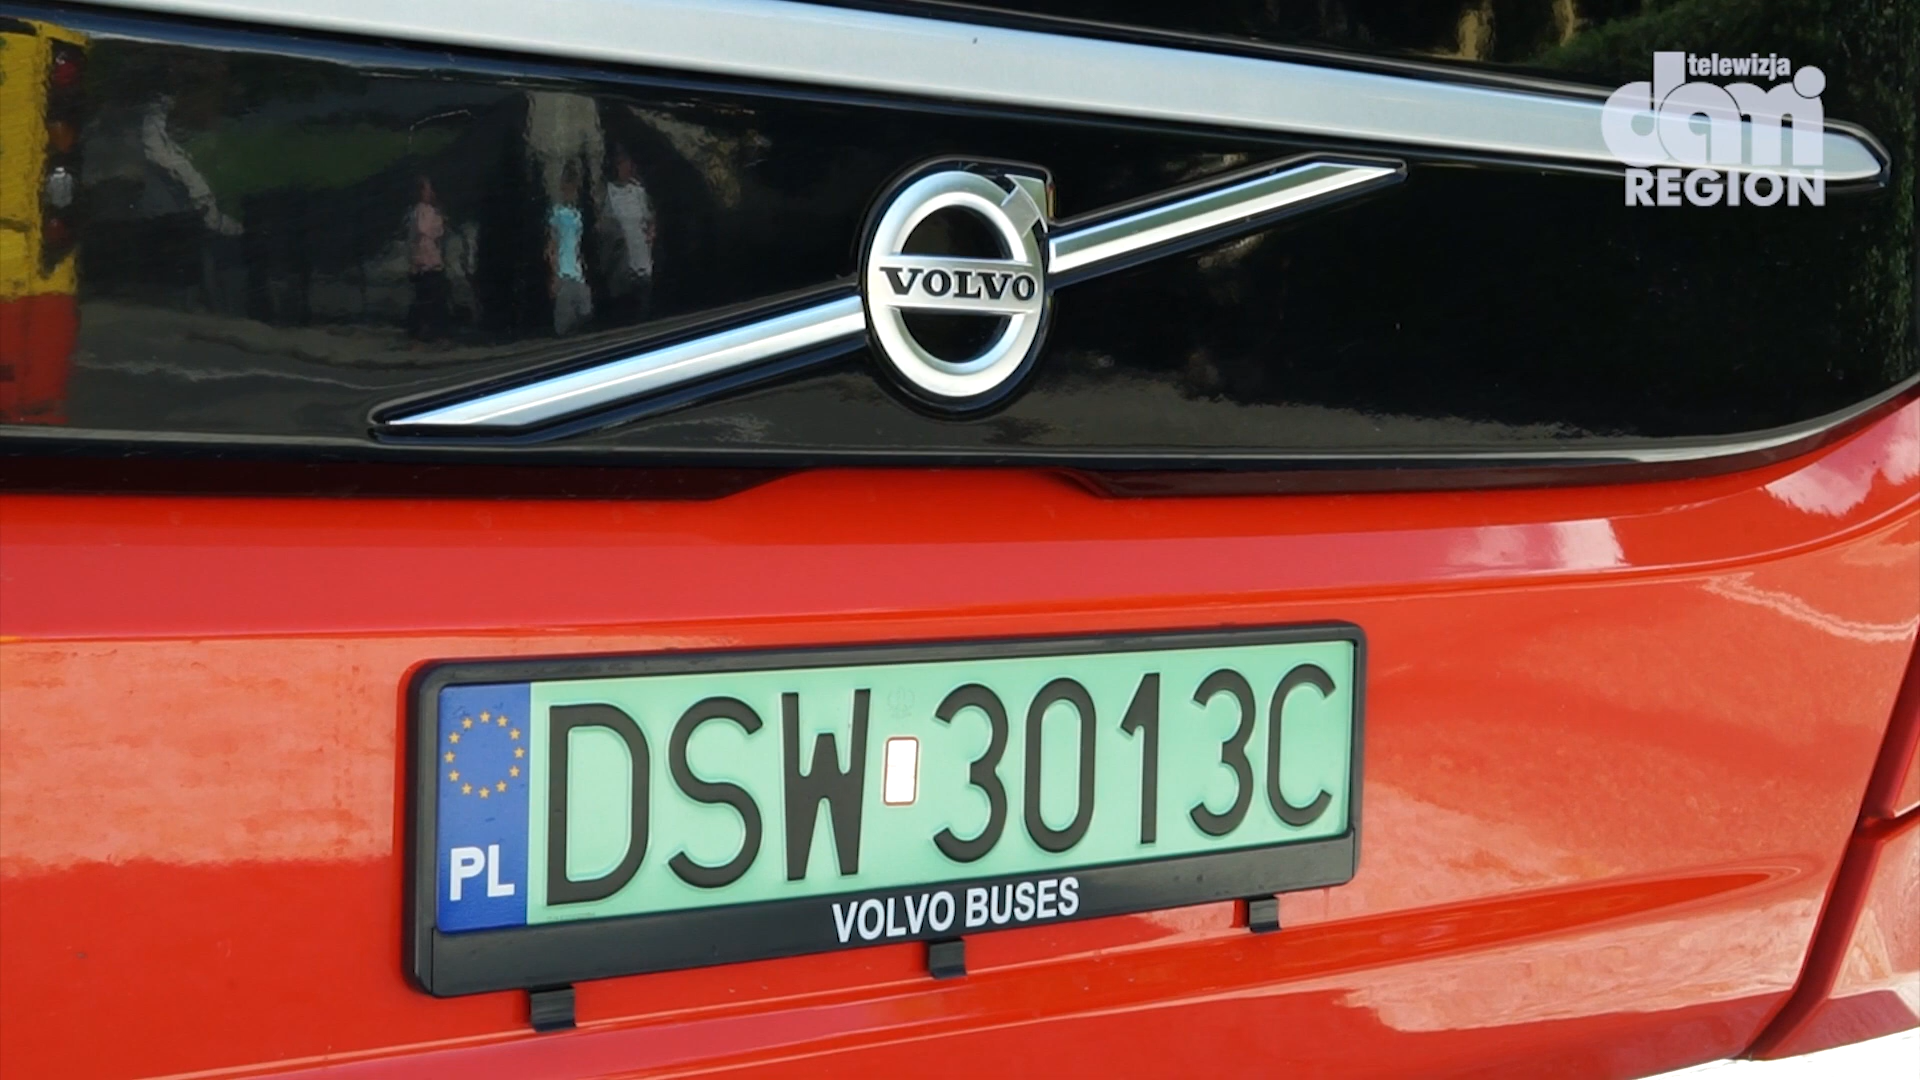 telewizja
dami
REGION
VOLVO
PL
DSW 3013C
VOLVO BUSES